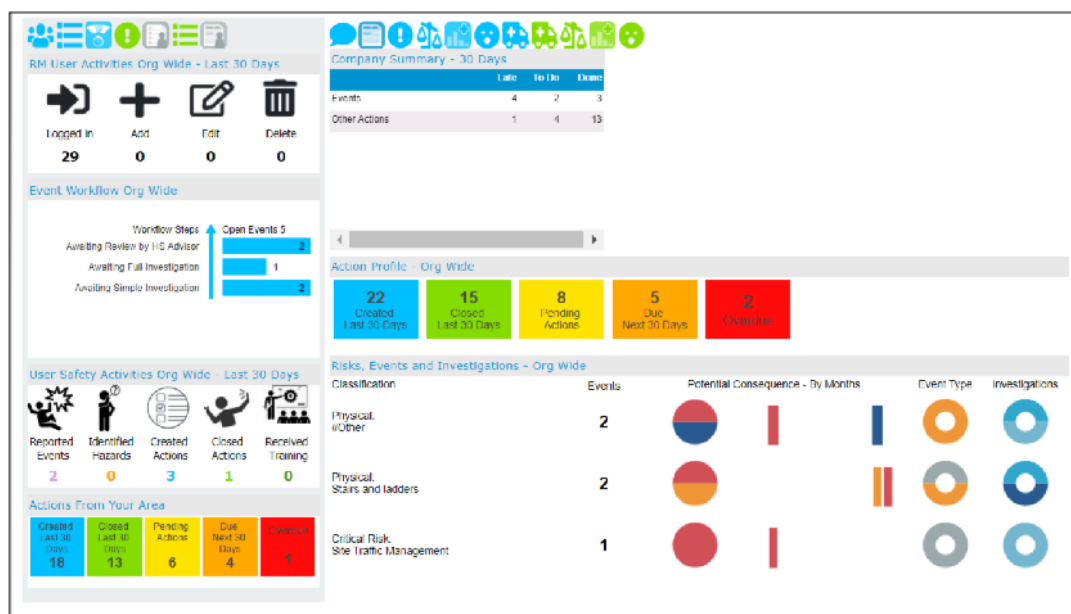 RM User Activities Org Wide - Last 30 Days
Logged in Add Edit Delete
29 0 0 0
Event Workflow Org Wide
Workflow Steps Open Events 5
Awaiting Review by HS Advisor 2
Awaiting Full Investigation 1
Awaiting Simple Investigation 2
User Safety Activities Org Wide - Last 30 Days
Reported Events Identified Hazards Created Actions Closed Actions Received Training
2 0 3 1 0
Actions From Your Area
Created Last 30 Days 18
Closed Last 30 Days 13
Pending Actions 6
Due Next 30 Days 4
Overdue 1
Company Summary - 30 Days
Late To Do Done
Events 4 2 3
Other Actions 1 4 13
Action Profile - Org Wide
22 Created Last 30 Days
15 Closed Last 30 Days
8 Pending Actions
5 Due Next 30 Days
2 Overdue
Risks, Events and Investigations - Org Wide
Classification Events Potential Consequence - By Months Event Type Investigations
Physical:
#Other 2
Physical:
Stairs and ladders 2
Critical Risk:
Site Traffic Management 1